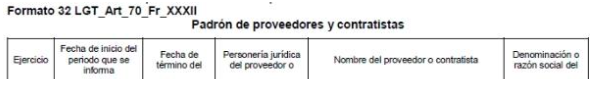 Formato 32 LGT_Art_70_Fr_XXXII
Padrón de proveedores y contratistas
Ejercicio
Fecha de inicio del
periodo que se
informa
Fecha de
término del
Personería jurídica
del proveedor o
Nombre del proveedor o contratista
Denominación o
razón social del